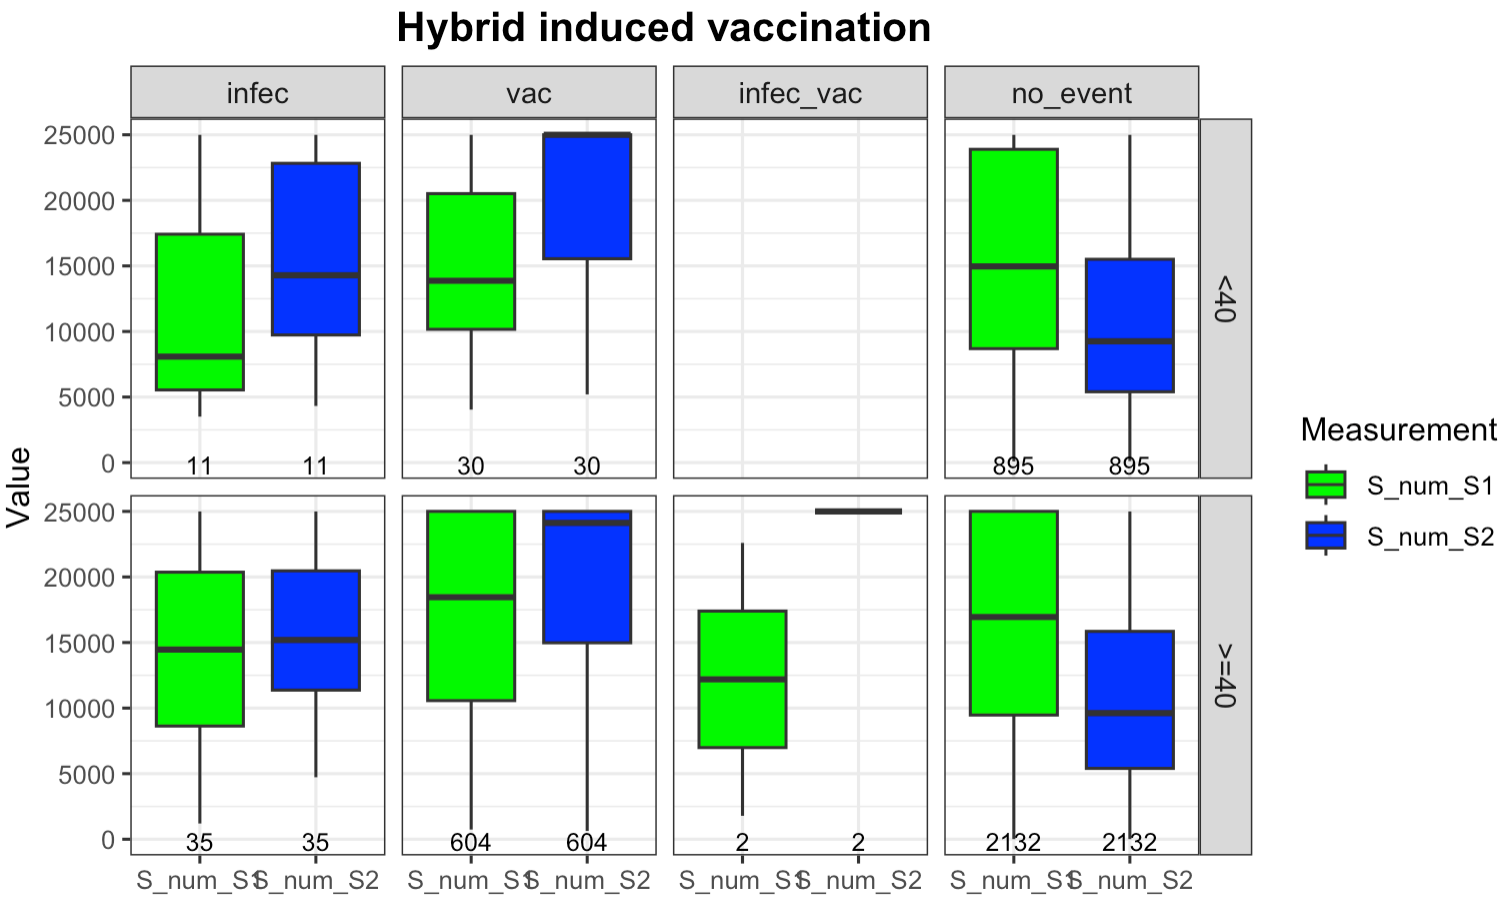 Hybrid induced vaccination
infec
vac
infec_vac
no_event
25000
20000
15000
10000
5000
0
11
11
30
30
895
895
<40
Value
25000
20000
15000
10000
5000
0
35
35
604
604
2
2
2132
2132
>=40
S_num_S1
S_num_S2
S_num_S1
S_num_S2
S_num_S1
S_num_S2
S_num_S1
S_num_S2
Measurement
S_num_S1
S_num_S2